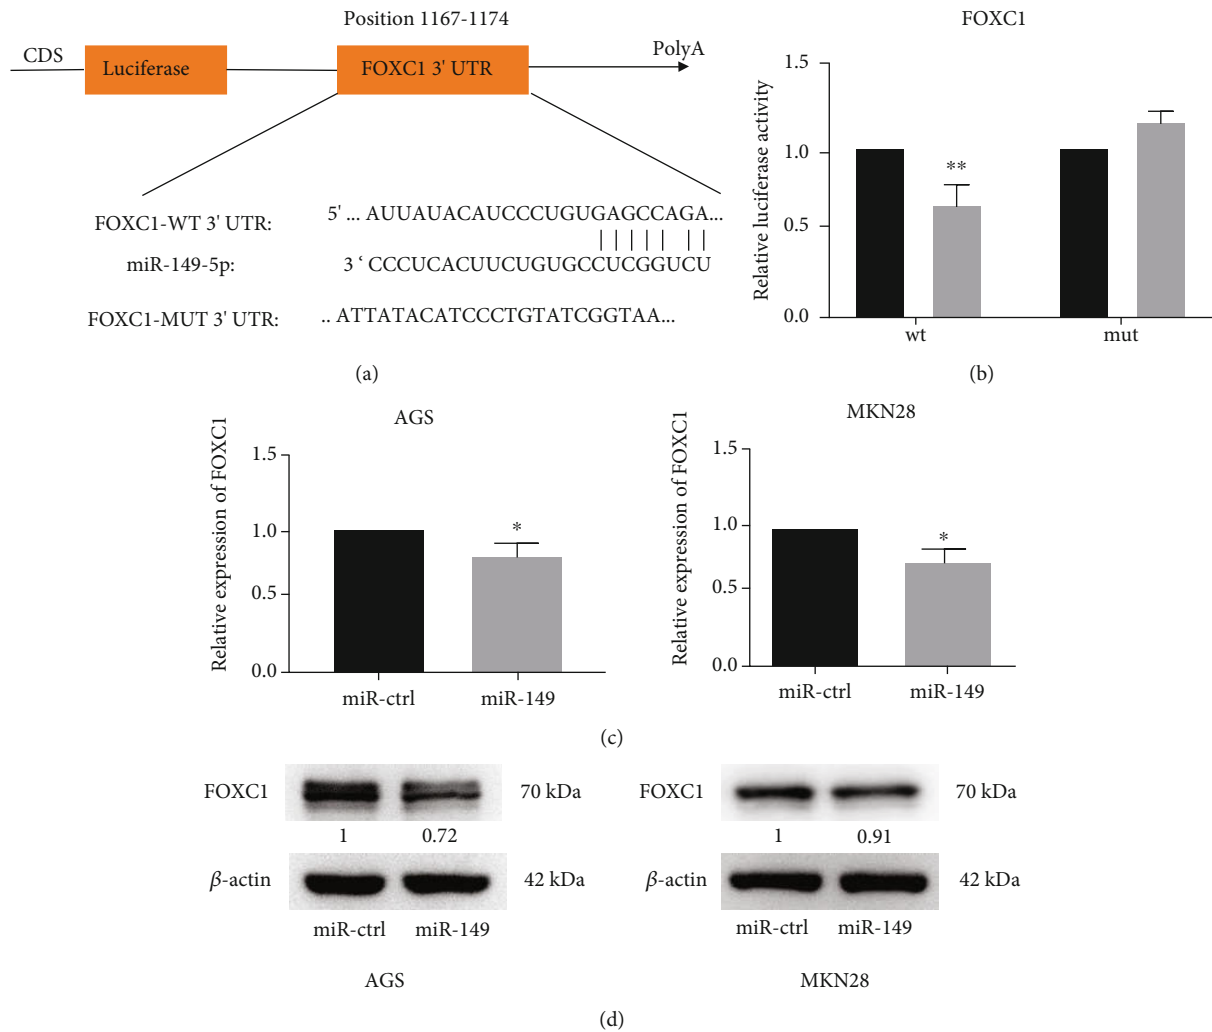 Position 1167-1174
CDS
Luciferase
FOXC1 3' UTR
PolyA
FOXC1-WT 3' UTR:
5' ... AUUAUACAUCCCUGUGAGCCAGA...
miR-149-5p:
3 ‘ CCCUCACUUCUGUGCCUCGGUCU
FOXC1-MUT 3' UTR:
.. ATTATACATCCCTGTATCGGTAA...
(a)
FOXC1
Relative luciferase activity
1.5
1.0
0.5
0.0
**
wt
mut
(b)
AGS
Relative expression of FOXC1
1.5
1.0
0.5
0.0
*
miR-ctrl
miR-149
MKN28
Relative expression of FOXC1
1.5
1.0
0.5
0.0
*
miR-ctrl
miR-149
(c)
FOXC1
70 kDa
1
0.72
β-actin
42 kDa
miR-ctrl
miR-149
AGS
FOXC1
70 kDa
1
0.91
β-actin
42 kDa
miR-ctrl
miR-149
MKN28
(d)